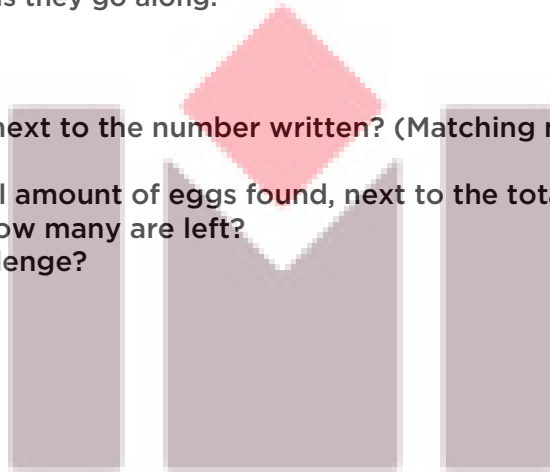 s they go along.
next to the number written? (Matching
l amount of eggs found, next to the tota
ow many are left?
lenge?